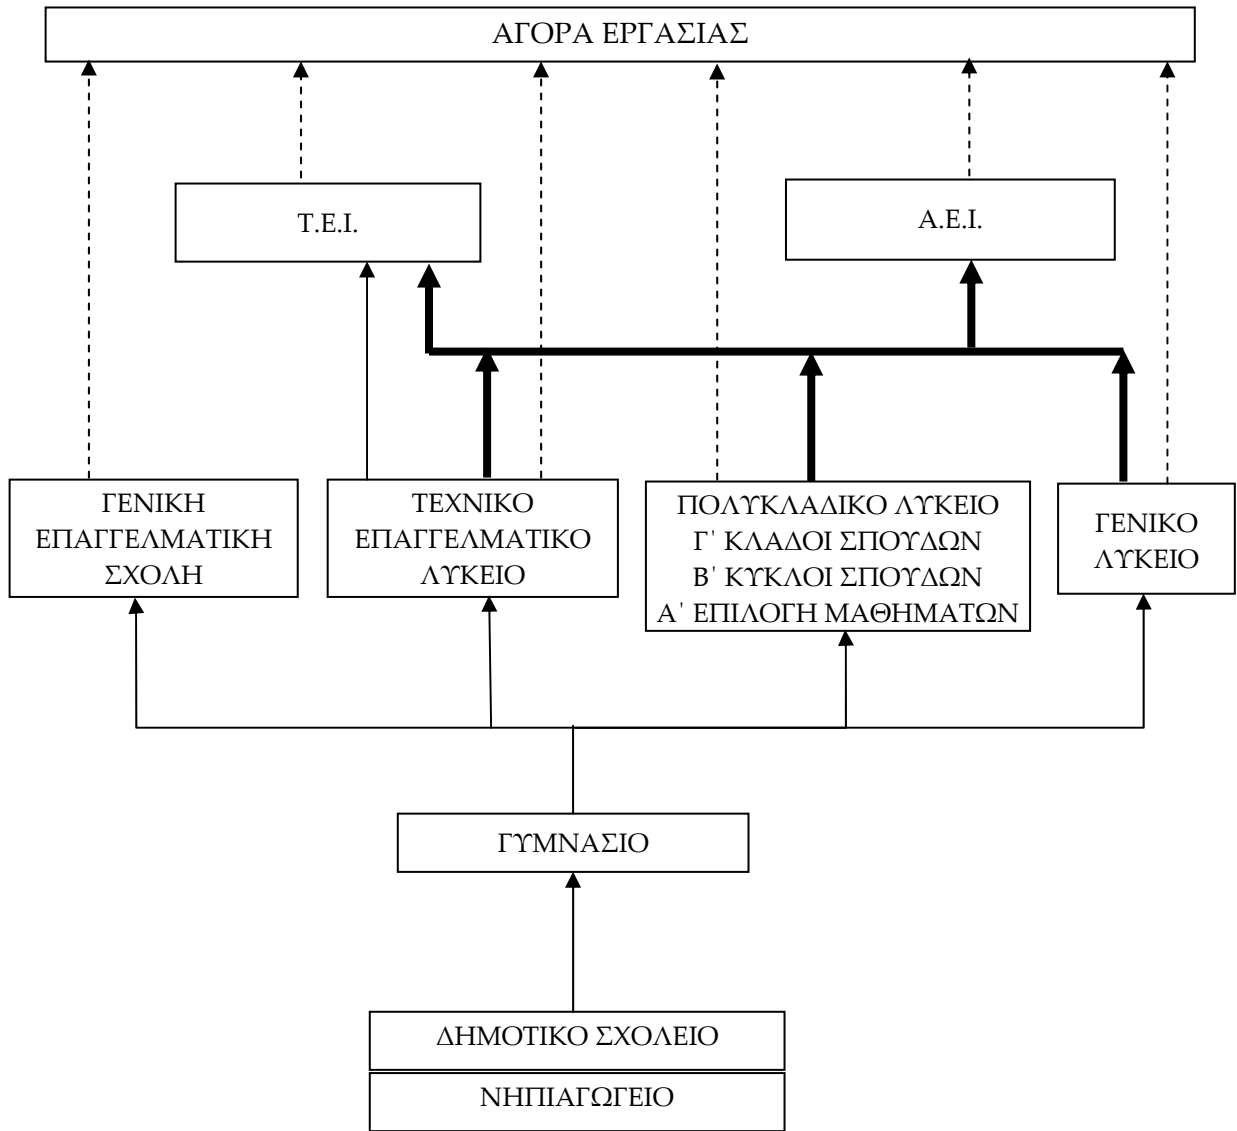 ΑΓΟΡΑ ΕΡΓΑΣΙΑΣ
Τ.Ε.Ι.
Α.Ε.Ι.
ΓΕΝΙΚΗ
ΕΠΑΓΓΕΛΜΑΤΙΚΗ
ΣΧΟΛΗ
ΤΕΧΝΙΚΟ
ΕΠΑΓΓΕΛΜΑΤΙΚΟ
ΛΥΚΕΙΟ
ΠΟΛΥΚΛΑΔΙΚΟ ΛΥΚΕΙΟ
Γ΄ ΚΛΑΔΟΙ ΣΠΟΥΔΩΝ
Β΄ ΚΥΚΛΟΙ ΣΠΟΥΔΩΝ
Α΄ ΕΠΙΛΟΓΗ ΜΑΘΗΜΑΤΩΝ
ΓΕΝΙΚΟ
ΛΥΚΕΙΟ
ΓΥΜΝΑΣΙΟ
ΔΗΜΟΤΙΚΟ ΣΧΟΛΕΙΟ
ΝΗΠΙΑΓΩΓΕΙΟ